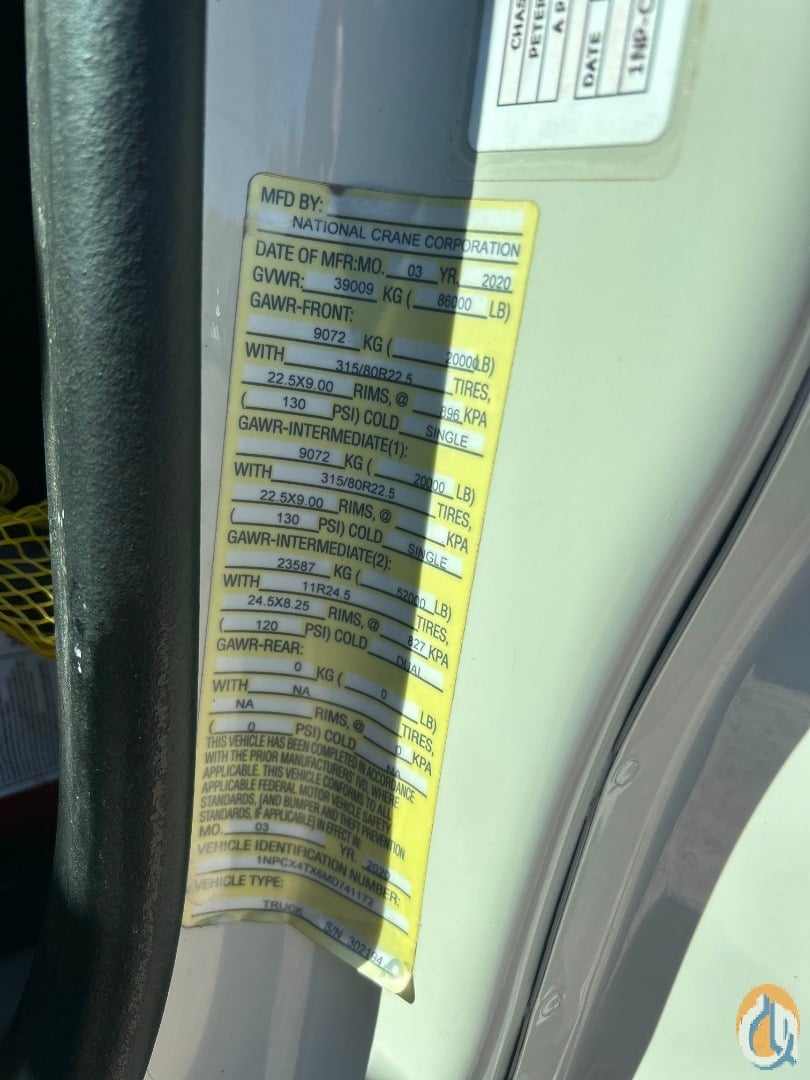 CHAS
PETER
A P
DATE
1NP-C
MFD BY:
NATIONAL CRANE CORPORATION
DATE OF MFR:MO. 03 YR. 2020
GVWR: 39009 KG ( 86000 LB)
GAWR-FRONT:
9072 KG ( 20000 LB)
WITH 315/80R22.5 TIRES,
22.5X9.00 RIMS, @ 896 KPA
( 130 PSI) COLD SINGLE
GAWR-INTERMEDIATE(1):
9072 KG ( 20000 LB)
WITH 315/80R22.5 TIRES,
22.5X9.00 RIMS, @ KPA
( 130 PSI) COLD SINGLE
GAWR-INTERMEDIATE(2):
23587 KG ( 52000 LB)
WITH 11R24.5 TIRES,
24.5X8.25 RIMS, @ 827 KPA
( 120 PSI) COLD DUAL
GAWR-REAR:
0 KG ( 0 LB)
WITH NA TIRES,
NA RIMS, @ 0 KPA
( 0 PSI) COLD NA
THIS VEHICLE HAS BEEN COMPLETED IN ACCORDANCE
WITH THE PRIOR MANUFACTURERS' IVD, WHERE
APPLICABLE. THIS VEHICLE CONFORMS TO ALL
APPLICABLE FEDERAL MOTOR VEHICLE SAFETY
STANDARDS, [AND BUMPER AND THEFT PREVENTION
STANDARDS, IF APPLICABLE] IN EFFECT IN:
MO. 03 YR. 2020
VEHICLE IDENTIFICATION NUMBER:
1NPCX4TX6MD741172
VEHICLE TYPE:
TRUCK S/N 302194